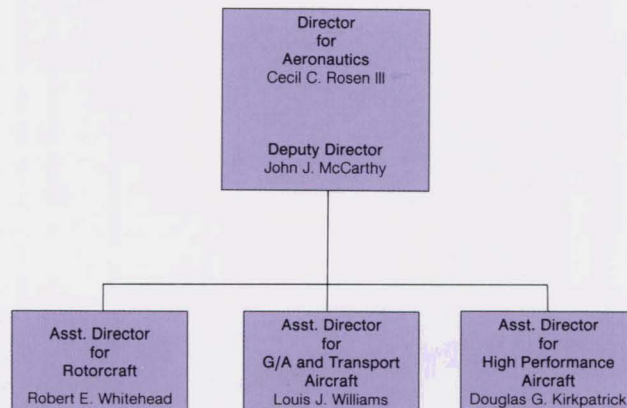 Director
for
Aeronautics
Cecil C. Rosen III
Deputy Director
John J. McCarthy
Asst. Director
for
Rotorcraft
Robert E. Whitehead
Asst. Director
for
G/A and Transport
Aircraft
Louis J. Williams
Asst. Director
for
High Performance
Aircraft
Douglas G. Kirkpatrick